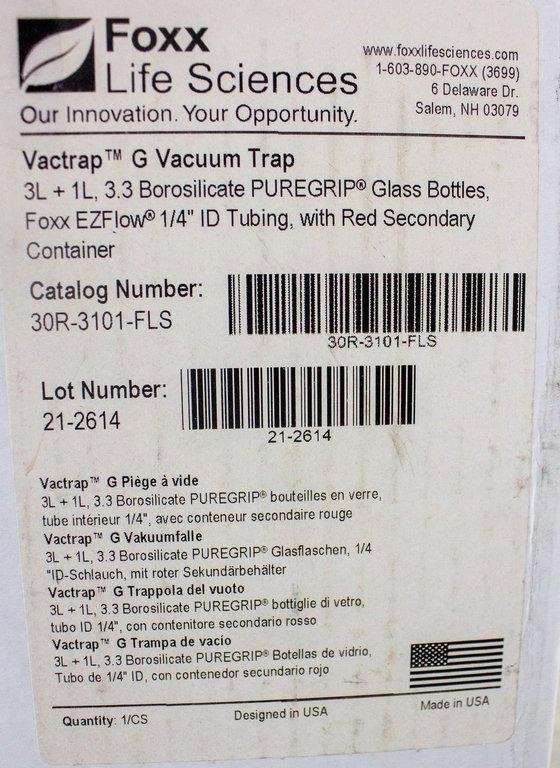 Foxx
Life Sciences
Our Innovation. Your Opportunity.
www.foxxlifesciences.com
1-603-890-FOXX (3699)
6 Delaware Dr.
Salem, NH 03079
Vactrap™ G Vacuum Trap
3L + 1L, 3.3 Borosilicate PUREGRIP® Glass Bottles,
Foxx EZFlow® 1/4" ID Tubing, with Red Secondary
Container
Catalog Number:
30R-3101-FLS
30R-3101-FLS
Lot Number:
21-2614
21-2614
Vactrap™ G Piège à vide
3L + 1L, 3.3 Borosilicate PUREGRIP® bouteilles en verre,
tube intérieur 1/4", avec conteneur secondaire rouge
Vactrap™ G Vakuumfalle
3L + 1L, 3.3 Borosilicate PUREGRIP® Glasflaschen, 1/4
"ID-Schlauch, mit roter Sekundärbehälter
Vactrap™ G Trappola del vuoto
3L + 1L, 3.3 Borosilicate PUREGRIP® bottiglie di vetro,
tubo ID 1/4", con contenitore secondario rosso
Vactrap™ G Trampa de vacio
3L + 1L, 3.3 Borosilicate PUREGRIP® Botellas de vidrio,
Tubo de 1/4" ID, con contenedor secundario rojo
Quantity: 1/CS
Designed in USA
Made in USA